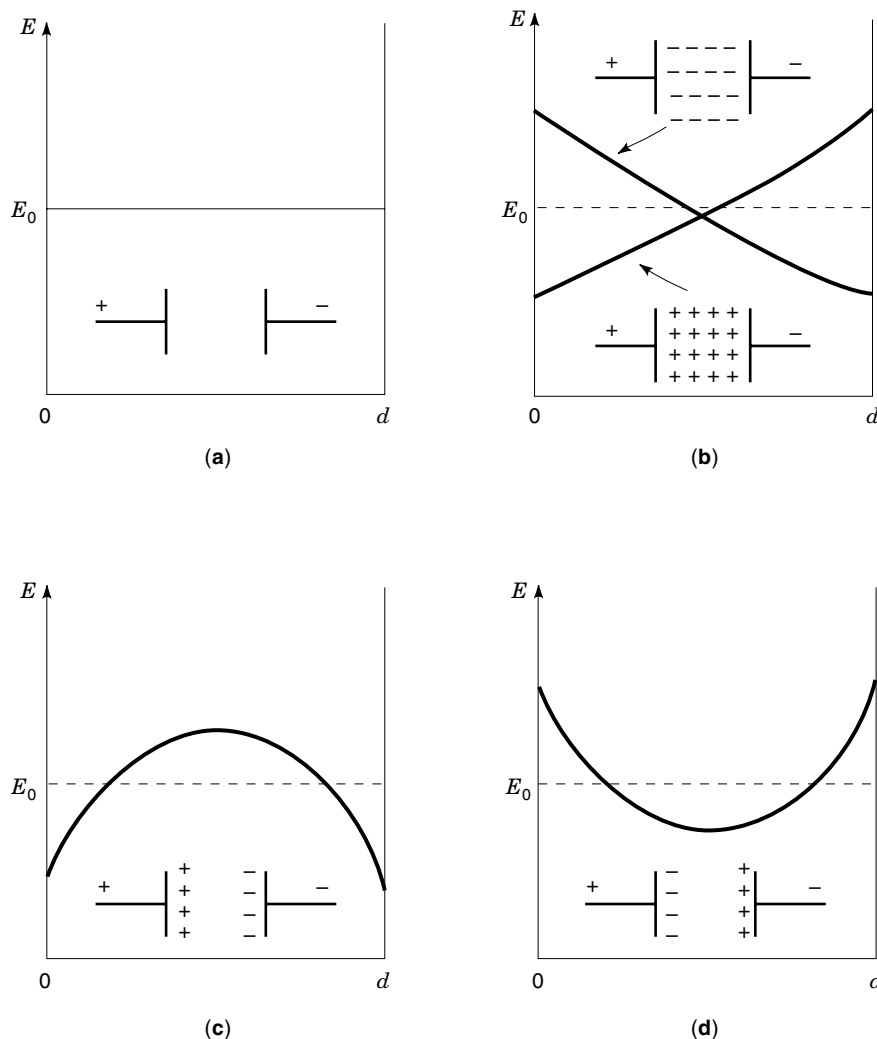 E
E0
+ –
0 d
(a)
E
+ – – – – –
– – – –
– – – –
– – – –
E0
+ + + + + –
+ + + +
+ + + +
+ + + +
0 d
(b)
E
E0
+ + – –
+ –
+ –
+ –
0 d
(c)
E
E0
+ – + –
– +
– +
– +
0
(d)